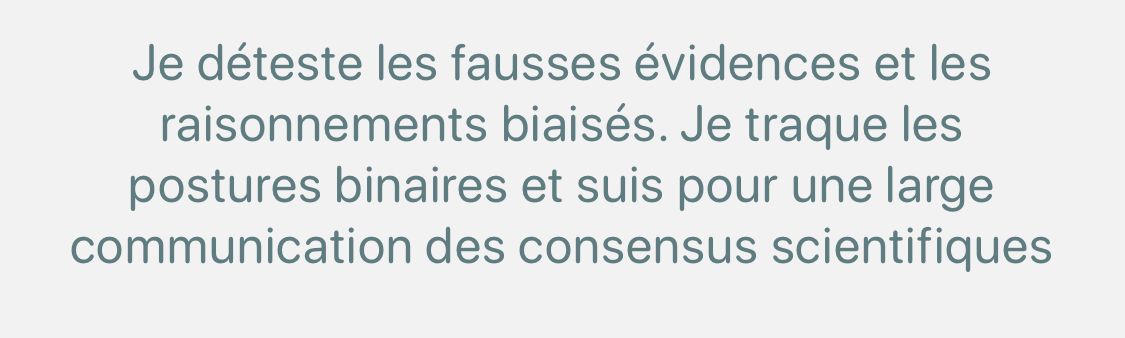 Je déteste les fausses évidences et les
raisonnements biaisés. Je traque les
postures binaires et suis pour une large
communication des consensus scientifiques